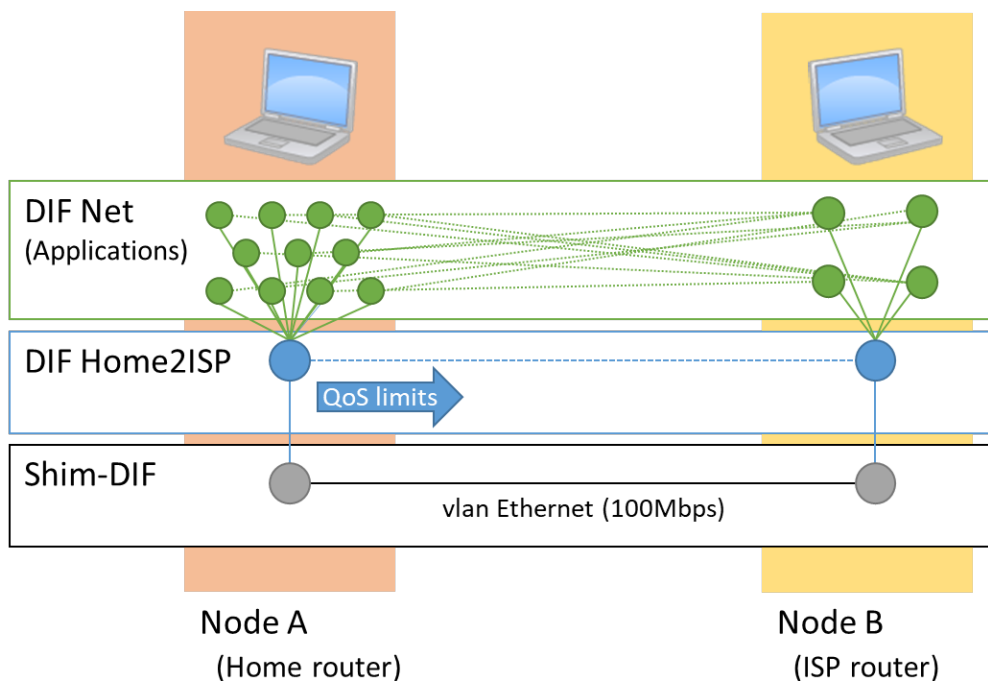 DIF Net
(Applications)
DIF Home2ISP
QoS limits
Shim-DIF
vlan Ethernet (100Mbps)
Node A
(Home router)
Node B
(ISP router)